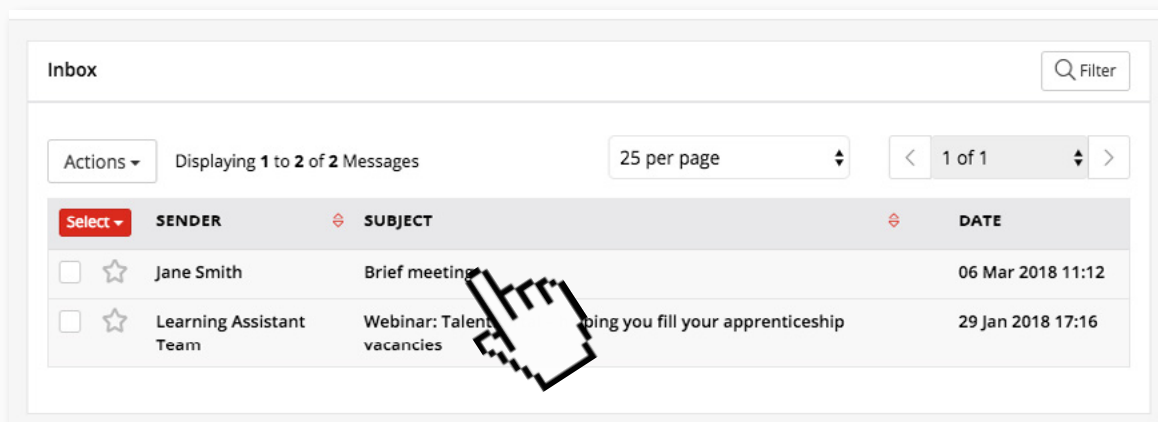 Inbox
Filter
Actions
Displaying 1 to 2 of 2 Messages
25 per page
1 of 1
Select
SENDER
SUBJECT
DATE
Jane Smith
Brief meeting
06 Mar 2018 11:12
Learning Assistant
Team
Webinar: Talent you fill your apprenticeship
vacancies
29 Jan 2018 17:16